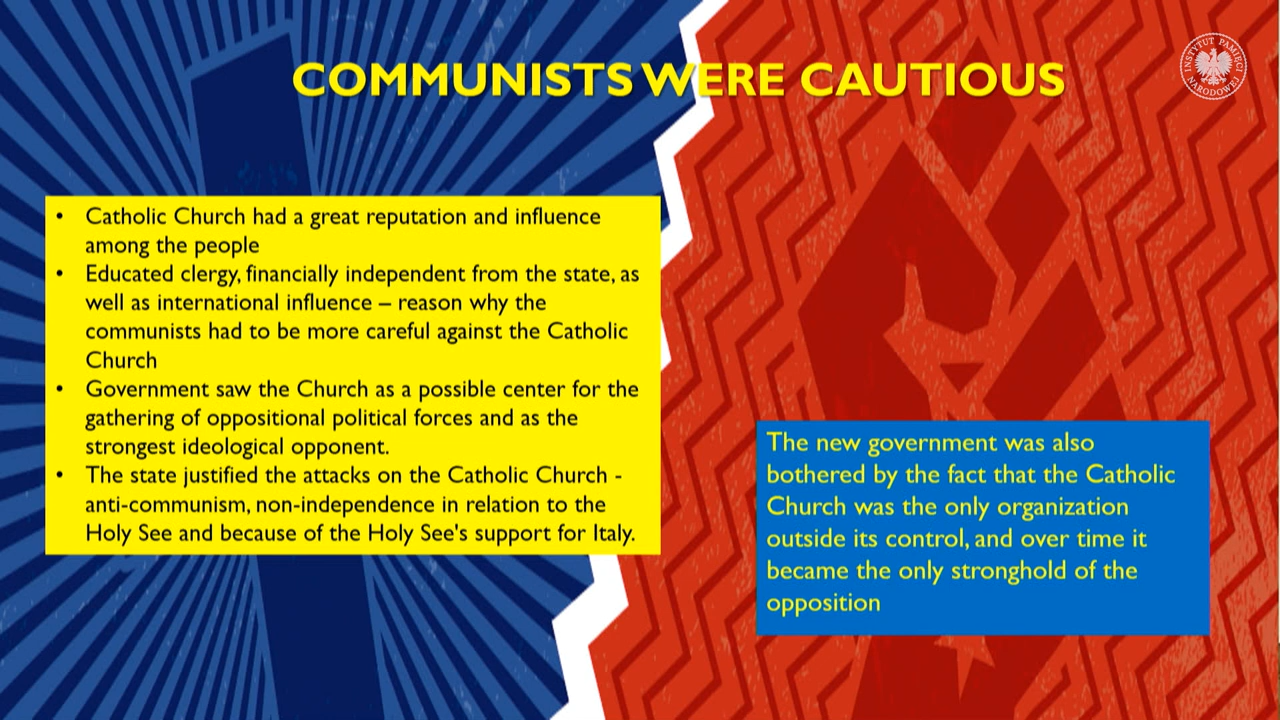 COMMUNISTS WERE CAUTIOUS
INSTYTUT PAMIĘCI
NARODOWEJ
• Catholic Church had a great reputation and influence
among the people
• Educated clergy, financially independent from the state, as
well as international influence – reason why the
communists had to be more careful against the Catholic
Church
• Government saw the Church as a possible center for the
gathering of oppositional political forces and as the
strongest ideological opponent.
• The state justified the attacks on the Catholic Church -
anti-communism, non-independence in relation to the
Holy See and because of the Holy See's support for Italy.
The new government was also
bothered by the fact that the Catholic
Church was the only organization
outside its control, and over time it
became the only stronghold of the
opposition